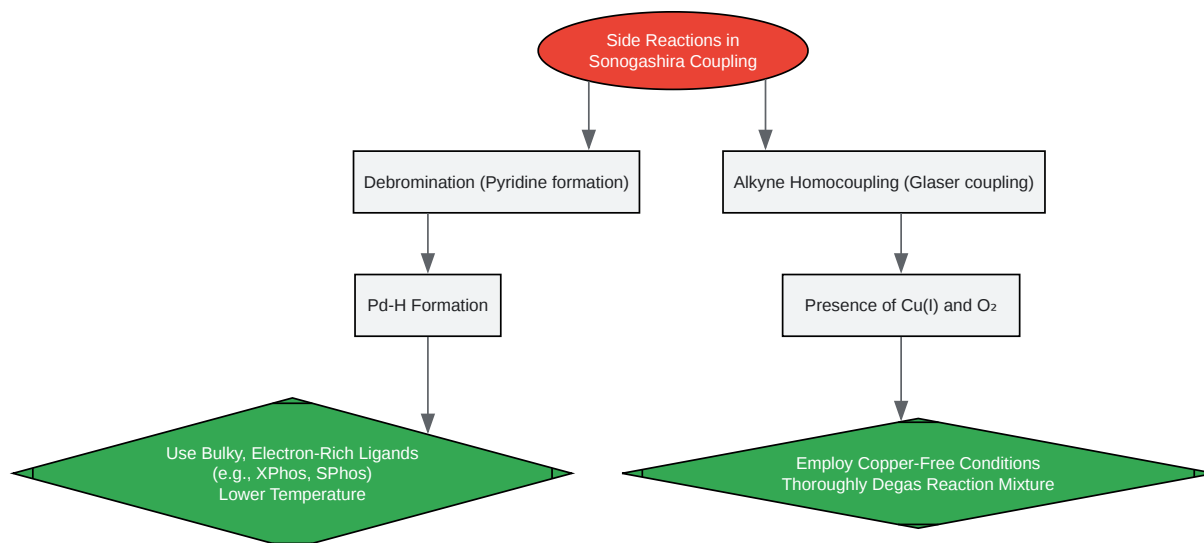 Side Reactions in
Sonogashira Coupling
Debromination (Pyridine formation)
Alkyne Homocoupling (Glaser coupling)
Pd-H Formation
Presence of Cu(I) and O₂
Use Bulky, Electron-Rich Ligands
(e.g., XPhos, SPhos)
Lower Temperature
Employ Copper-Free Conditions
Thoroughly Degas Reaction Mixture